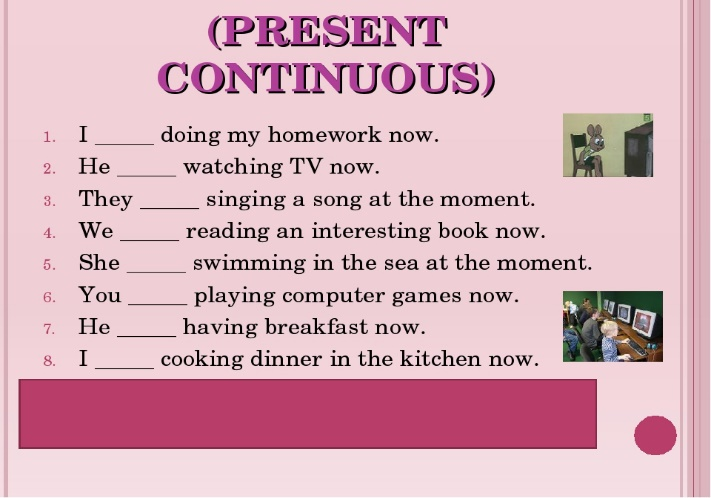 (PRESENT
CONTINUOUS)
1. I _____ doing my homework now.
2. He _____ watching TV now.
3. They _____ singing a song at the moment.
4. We _____ reading an interesting book now.
5. She _____ swimming in the sea at the moment.
6. You _____ playing computer games now.
7. He _____ having breakfast now.
8. I _____ cooking dinner in the kitchen now.